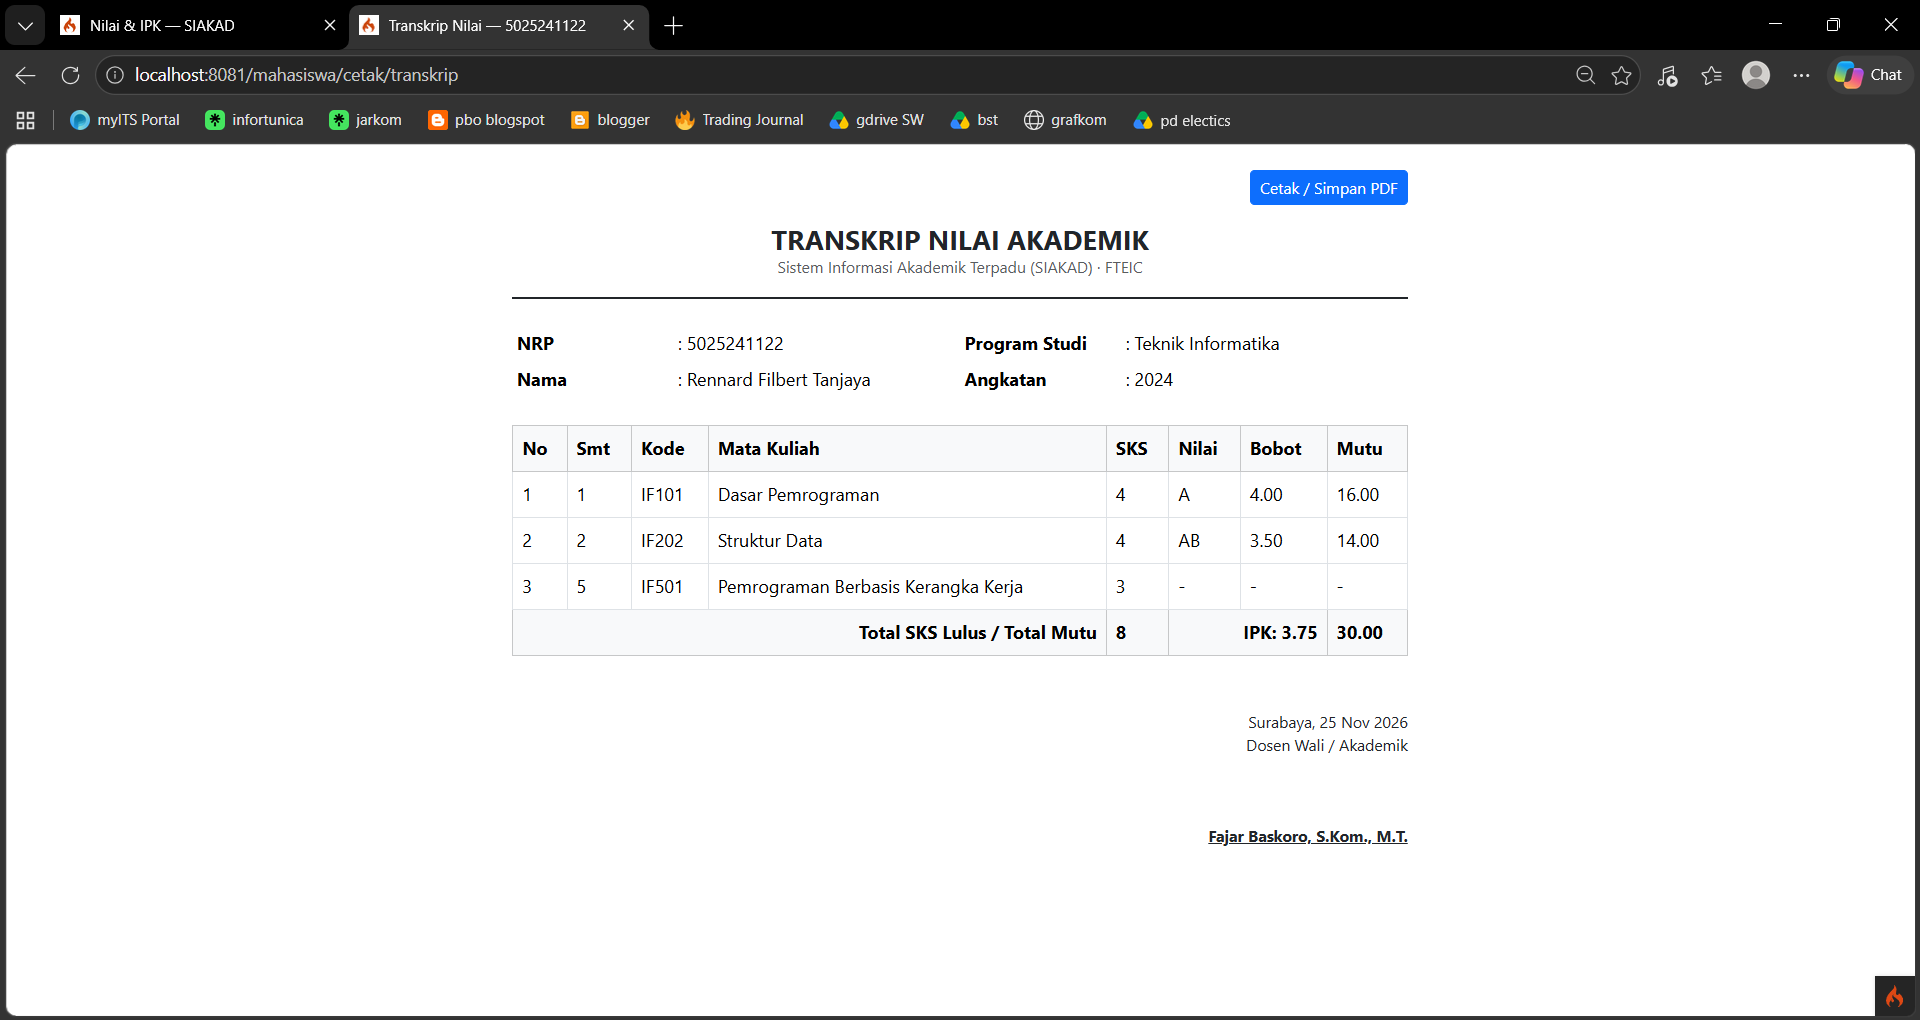 Nilai & IPK — SIAKAD
Transkrip Nilai — 5025241122
localhost:8081/mahasiswa/cetak/transkrip
Chat
myITS Portal
infortunica
jarkom
pbo blogspot
blogger
Trading Journal
gdrive SW
bst
grafkom
pd electics
Cetak / Simpan PDF
TRANSKRIP NILAI AKADEMIK
Sistem Informasi Akademik Terpadu (SIAKAD) · FTEIC
NRP : 5025241122 Program Studi : Teknik Informatika
Nama : Rennard Filbert Tanjaya Angkatan : 2024
No Smt Kode Mata Kuliah SKS Nilai Bobot Mutu
1 1 IF101 Dasar Pemrograman 4 A 4.00 16.00
2 2 IF202 Struktur Data 4 AB 3.50 14.00
3 5 IF501 Pemrograman Berbasis Kerangka Kerja 3 - - -
Total SKS Lulus / Total Mutu 8 IPK: 3.75 30.00
Surabaya, 25 Nov 2026
Dosen Wali / Akademik
Fajar Baskoro, S.Kom., M.T.